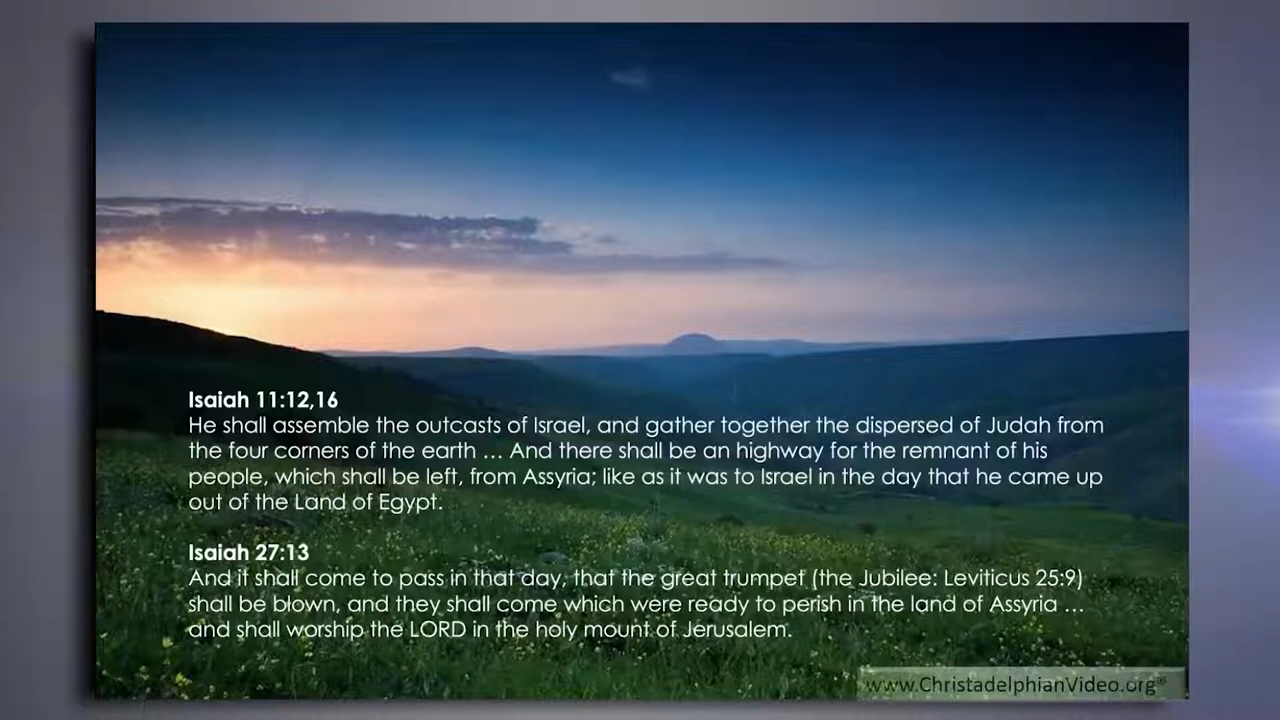 Isaiah 11:12,16
He shall assemble the outcasts of Israel, and gather together the dispersed of Judah from
the four corners of the earth … And there shall be an highway for the remnant of his
people, which shall be left, from Assyria; like as it was to Israel in the day that he came up
out of the Land of Egypt.
Isaiah 27:13
And it shall come to pass in that day, that the great trumpet (the Jubilee: Leviticus 25:9)
shall be blown, and they shall come which were ready to perish in the land of Assyria …
and shall worship the LORD in the holy mount of Jerusalem.
www.ChristadelphianVideo.org®